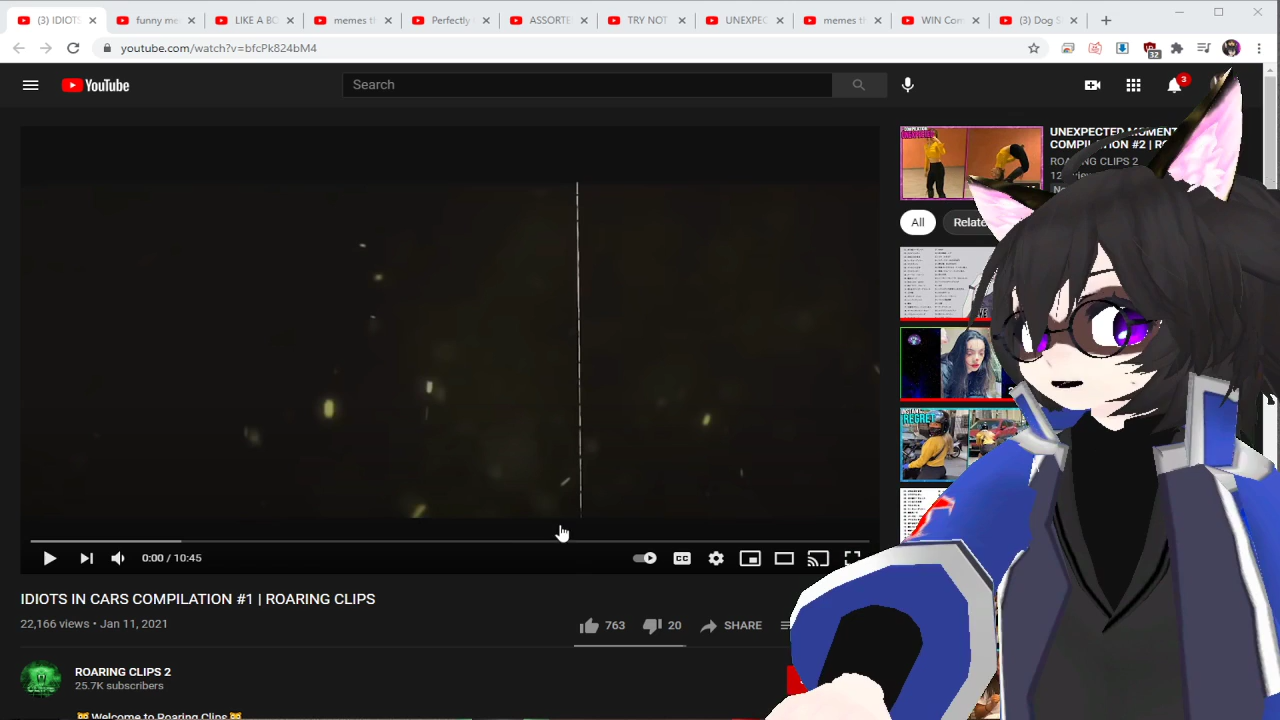 (3) IDIOTS
funny me
LIKE A BO
memes t
Perfectly
ASSORTE
TRY NOT
UNEXPEC
memes t
WIN Com
(3) Dog S
youtube.com/watch?v=bfcPk824bM4
32
YouTube
Search
3
UNEXPECTED MOMENT
COMPILATION #2 | RO
ROARING CLIPS 2
All
Relate
0:00 / 10:45
CC
IDIOTS IN CARS COMPILATION #1 | ROARING CLIPS
22,166 views • Jan 11, 2021
763
20
SHARE
ROARING CLIPS 2
25.7K subscribers
Welcome to Roaring Clips